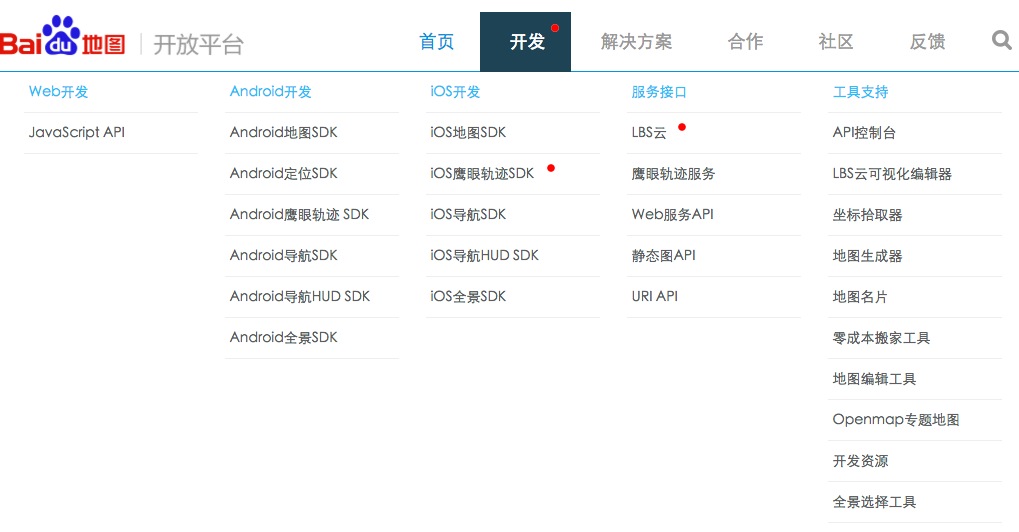 Bai du 地图 开放平台 首页 开发 解决方案 合作 社区 反馈
Web开发
JavaScript API
Android开发
Android地图SDK
Android定位SDK
Android鹰眼轨迹 SDK
Android导航SDK
Android导航HUD SDK
Android全景SDK
iOS开发
iOS地图SDK
iOS鹰眼轨迹SDK
iOS导航SDK
iOS导航HUD SDK
iOS全景SDK
服务接口
LBS云
鹰眼轨迹服务
Web服务API
静态图API
URI API
工具支持
API控制台
LBS云可视化编辑器
坐标拾取器
地图生成器
地图名片
零成本搬家工具
地图编辑工具
Openmap专题地图
开发资源
全景选择工具